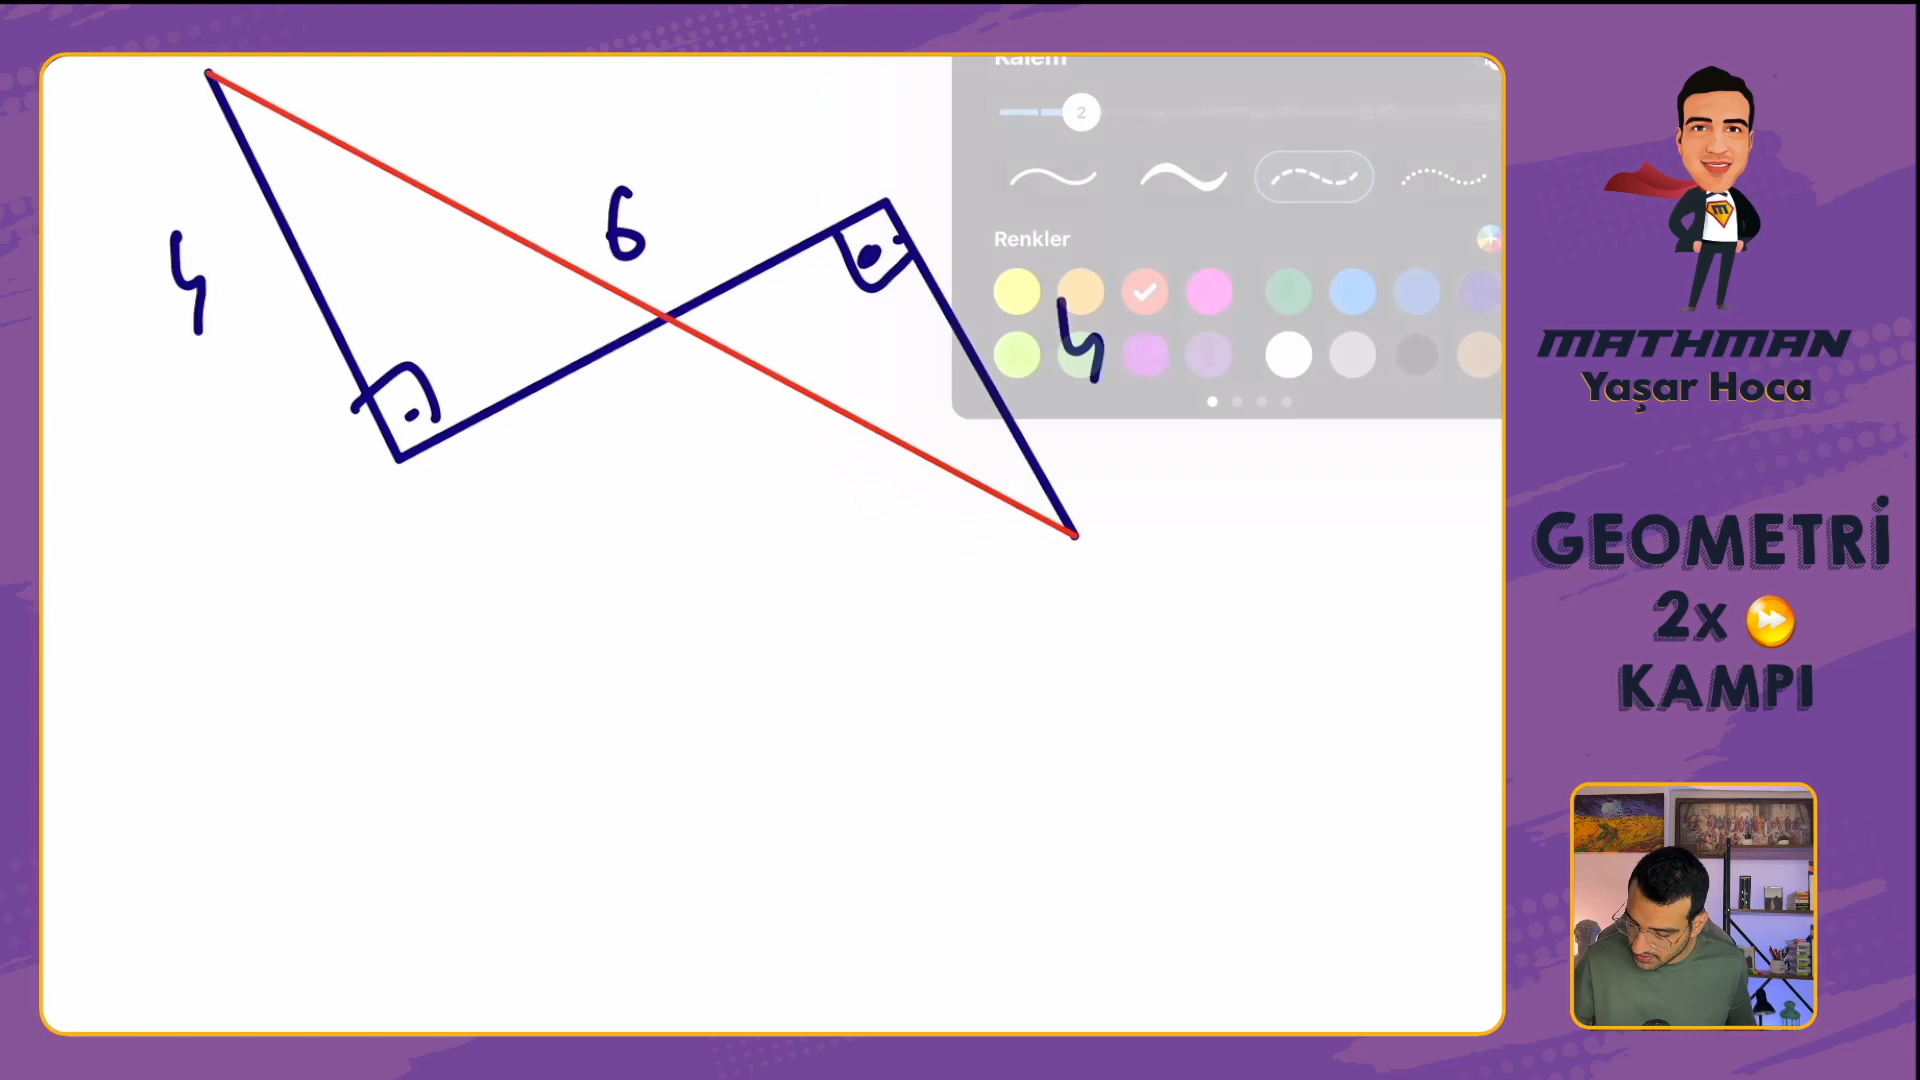 Kalem
2
6
4
Renkler
4
MATHMAN
Yaşar Hoca
GEOMETRİ
2x
KAMPI